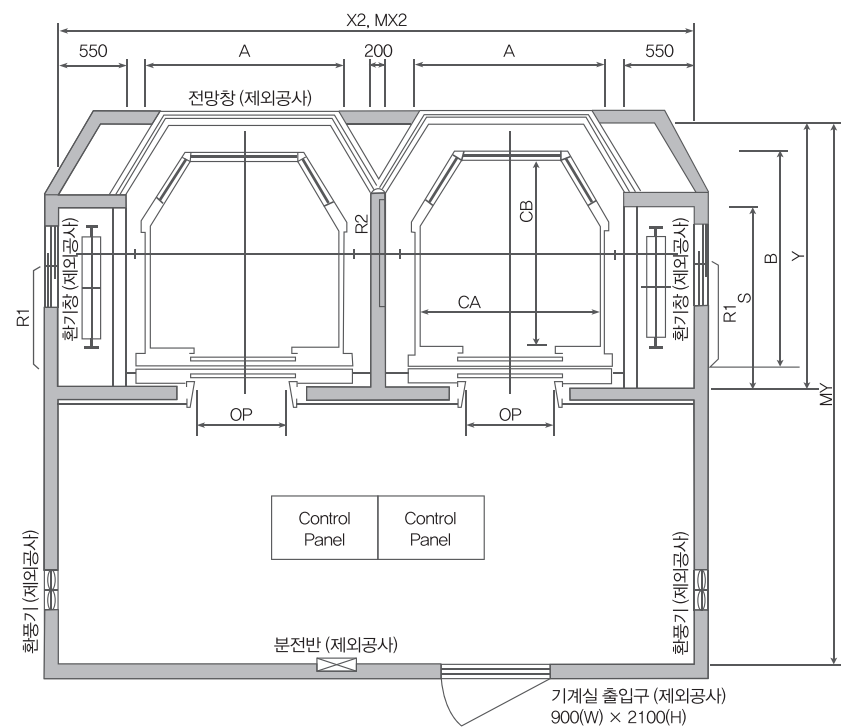 X2, MX2
550
A
200
A
550
전망창 (제외공사)
R2
CB
환기창 (제외공사)
환기창 (제외공사)
S
B
Y
CA
R1
R1
MY
OP
OP
Control
Panel
Control
Panel
환풍기 (제외공사)
환풍기 (제외공사)
분전반 (제외공사)
기계실 출입구 (제외공사)
900(W) × 2100(H)